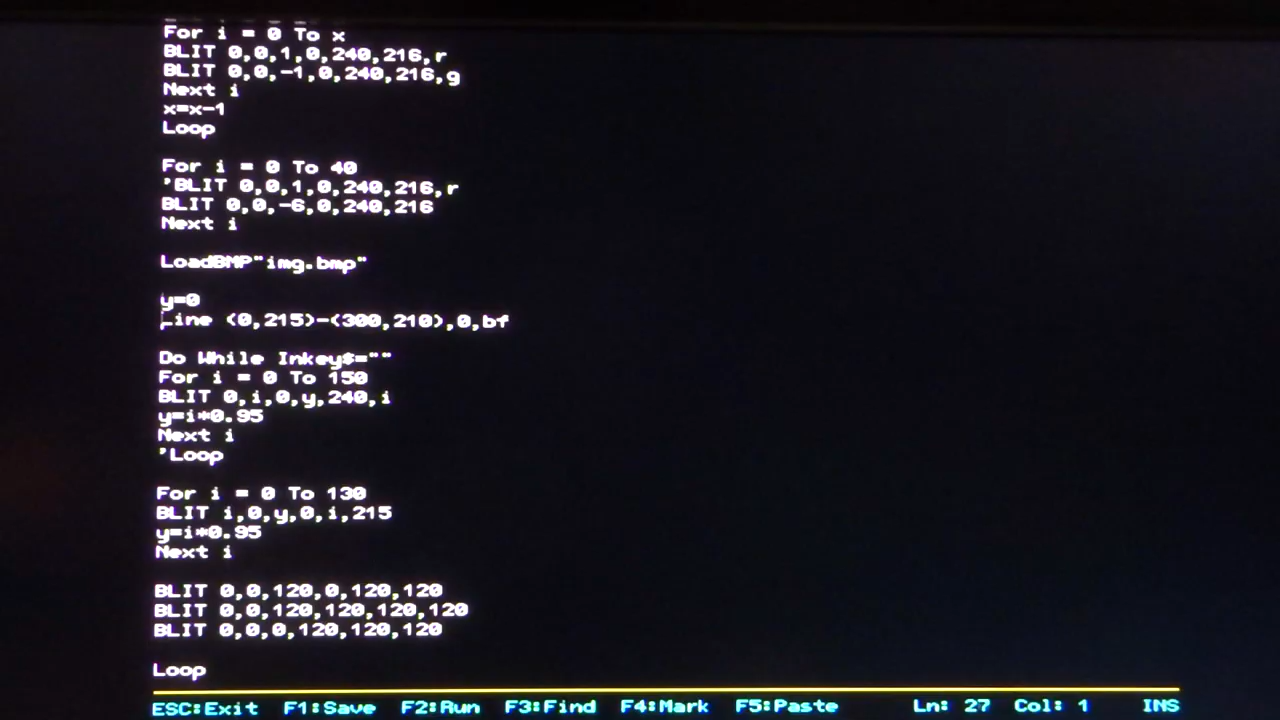 For i = 0 To x
BLIT 0,0,1,0,240,216,r
BLIT 0,0,-1,0,240,216,g
Next i
x=x-1
Loop
For i = 0 To 40
'BLIT 0,0,1,0,240,216,r
BLIT 0,0,-6,0,240,216
Next i
LoadBMP"img.bmp"
y=0
Line (0,215)-(300,210),0,bf
Do While Inkey$=""
For i = 0 To 150
BLIT 0,i,0,y,240,i
y=i*0.95
Next i
'Loop
For i = 0 To 130
BLIT i,0,y,0,i,215
y=i*0.95
Next i
BLIT 0,0,120,0,120,120
BLIT 0,0,120,120,120,120
BLIT 0,0,0,120,120,120
Loop
ESC:Exit F1:Save F2:Run F3:Find F4:Mark F5:Paste Ln: 27 Col: 1 INS